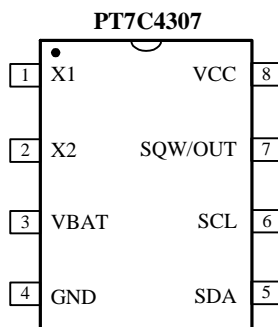 PT7C4307
1 X1 VCC 8
2 X2 SQW/OUT 7
3 VBAT SCL 6
4 GND SDA 5